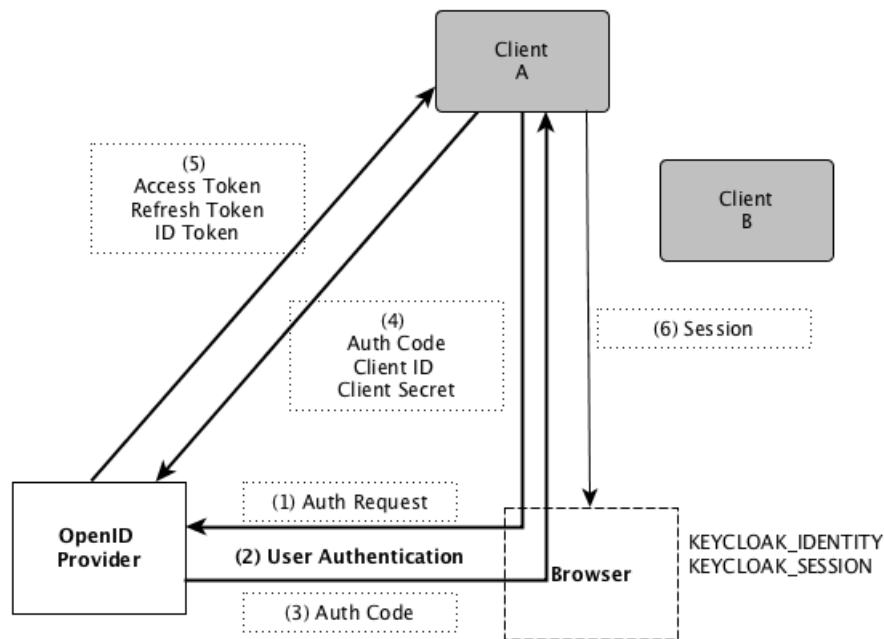 Client
A
(5)
Access Token
Refresh Token
ID Token
Client
B
(4)
Auth Code
Client ID
Client Secret
(6) Session
(1) Auth Request
OpenID
Provider
(2) User Authentication
Browser
KEYCLOAK_IDENTITY
KEYCLOAK_SESSION
(3) Auth Code